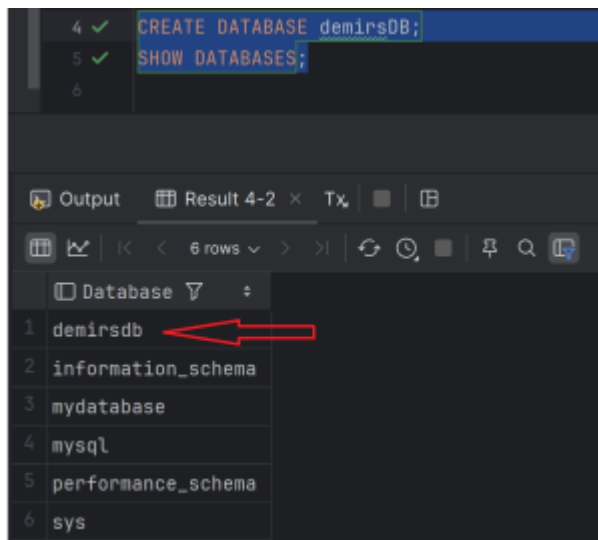 4 CREATE DATABASE demirsDB;
5 SHOW DATABASES;
6
Output Result 4-2 × Tx
6 rows
Database
1 demirsdb
2 information_schema
3 mydatabase
4 mysql
5 performance_schema
6 sys